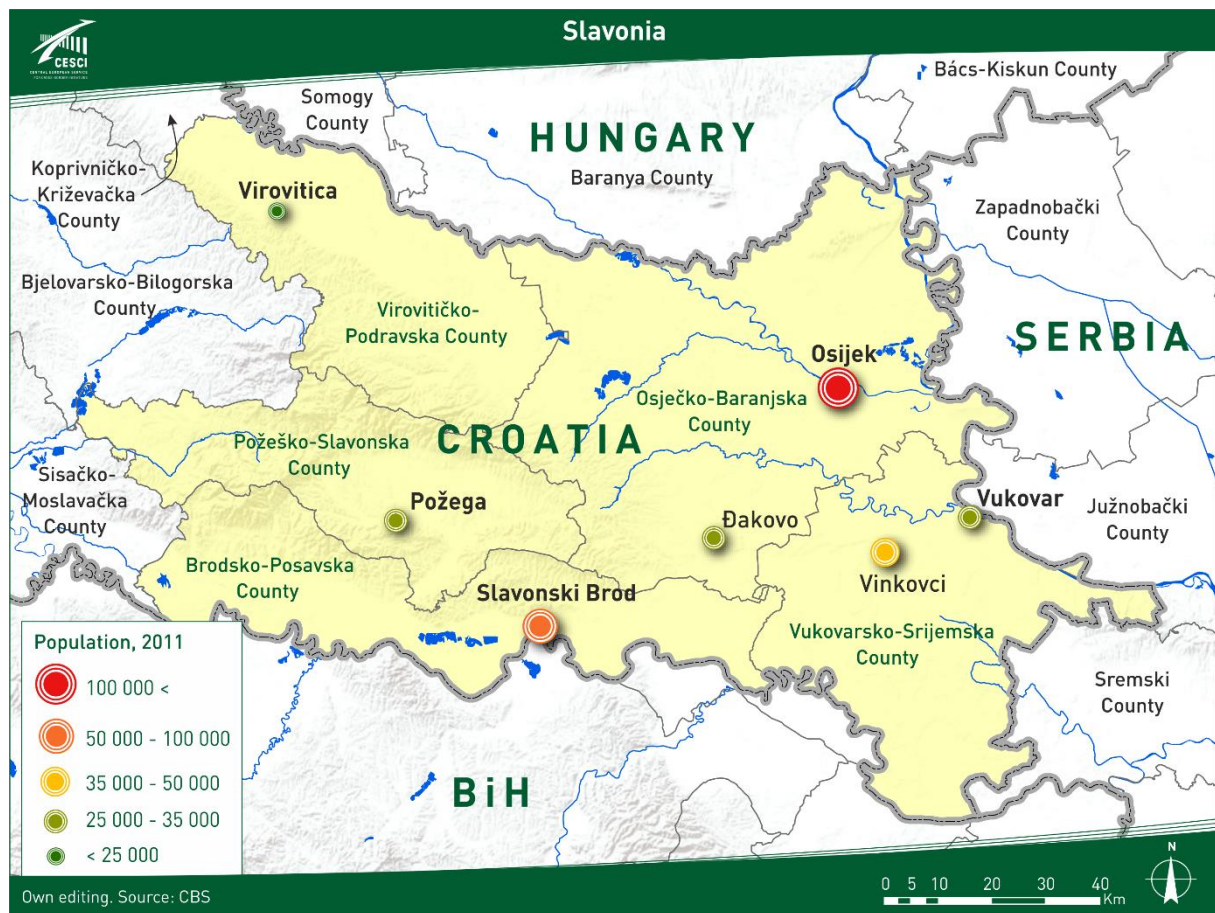 Slavonia
CESCI
CENTRAL EUROPEAN SERVICE
Bács-Kiskun County
Somogy
County
HUNGARY
Baranya County
Koprivničko-
Križevačka
County
Virovitica
Zapadnobački
County
Bjelovarsko-Bilogorska
County
Virovitičko-
Podravska County
SERBIA
Osijek
Osječko-Baranjska
County
CROATIA
Požeško-Slavonska
County
Sisačko-
Moslavačka
County
Požega
Đakovo
Vukovar
Južnobački
County
Brodsko-Posavska
County
Slavonski Brod
Vinkovci
Vukovarsko-Srijemska
County
Sremski
County
BiH
Population, 2011
100 000 <
50 000 - 100 000
35 000 - 50 000
25 000 - 35 000
< 25 000
Own editing. Source: CBS
0 5 10 20 30 40
Km
N